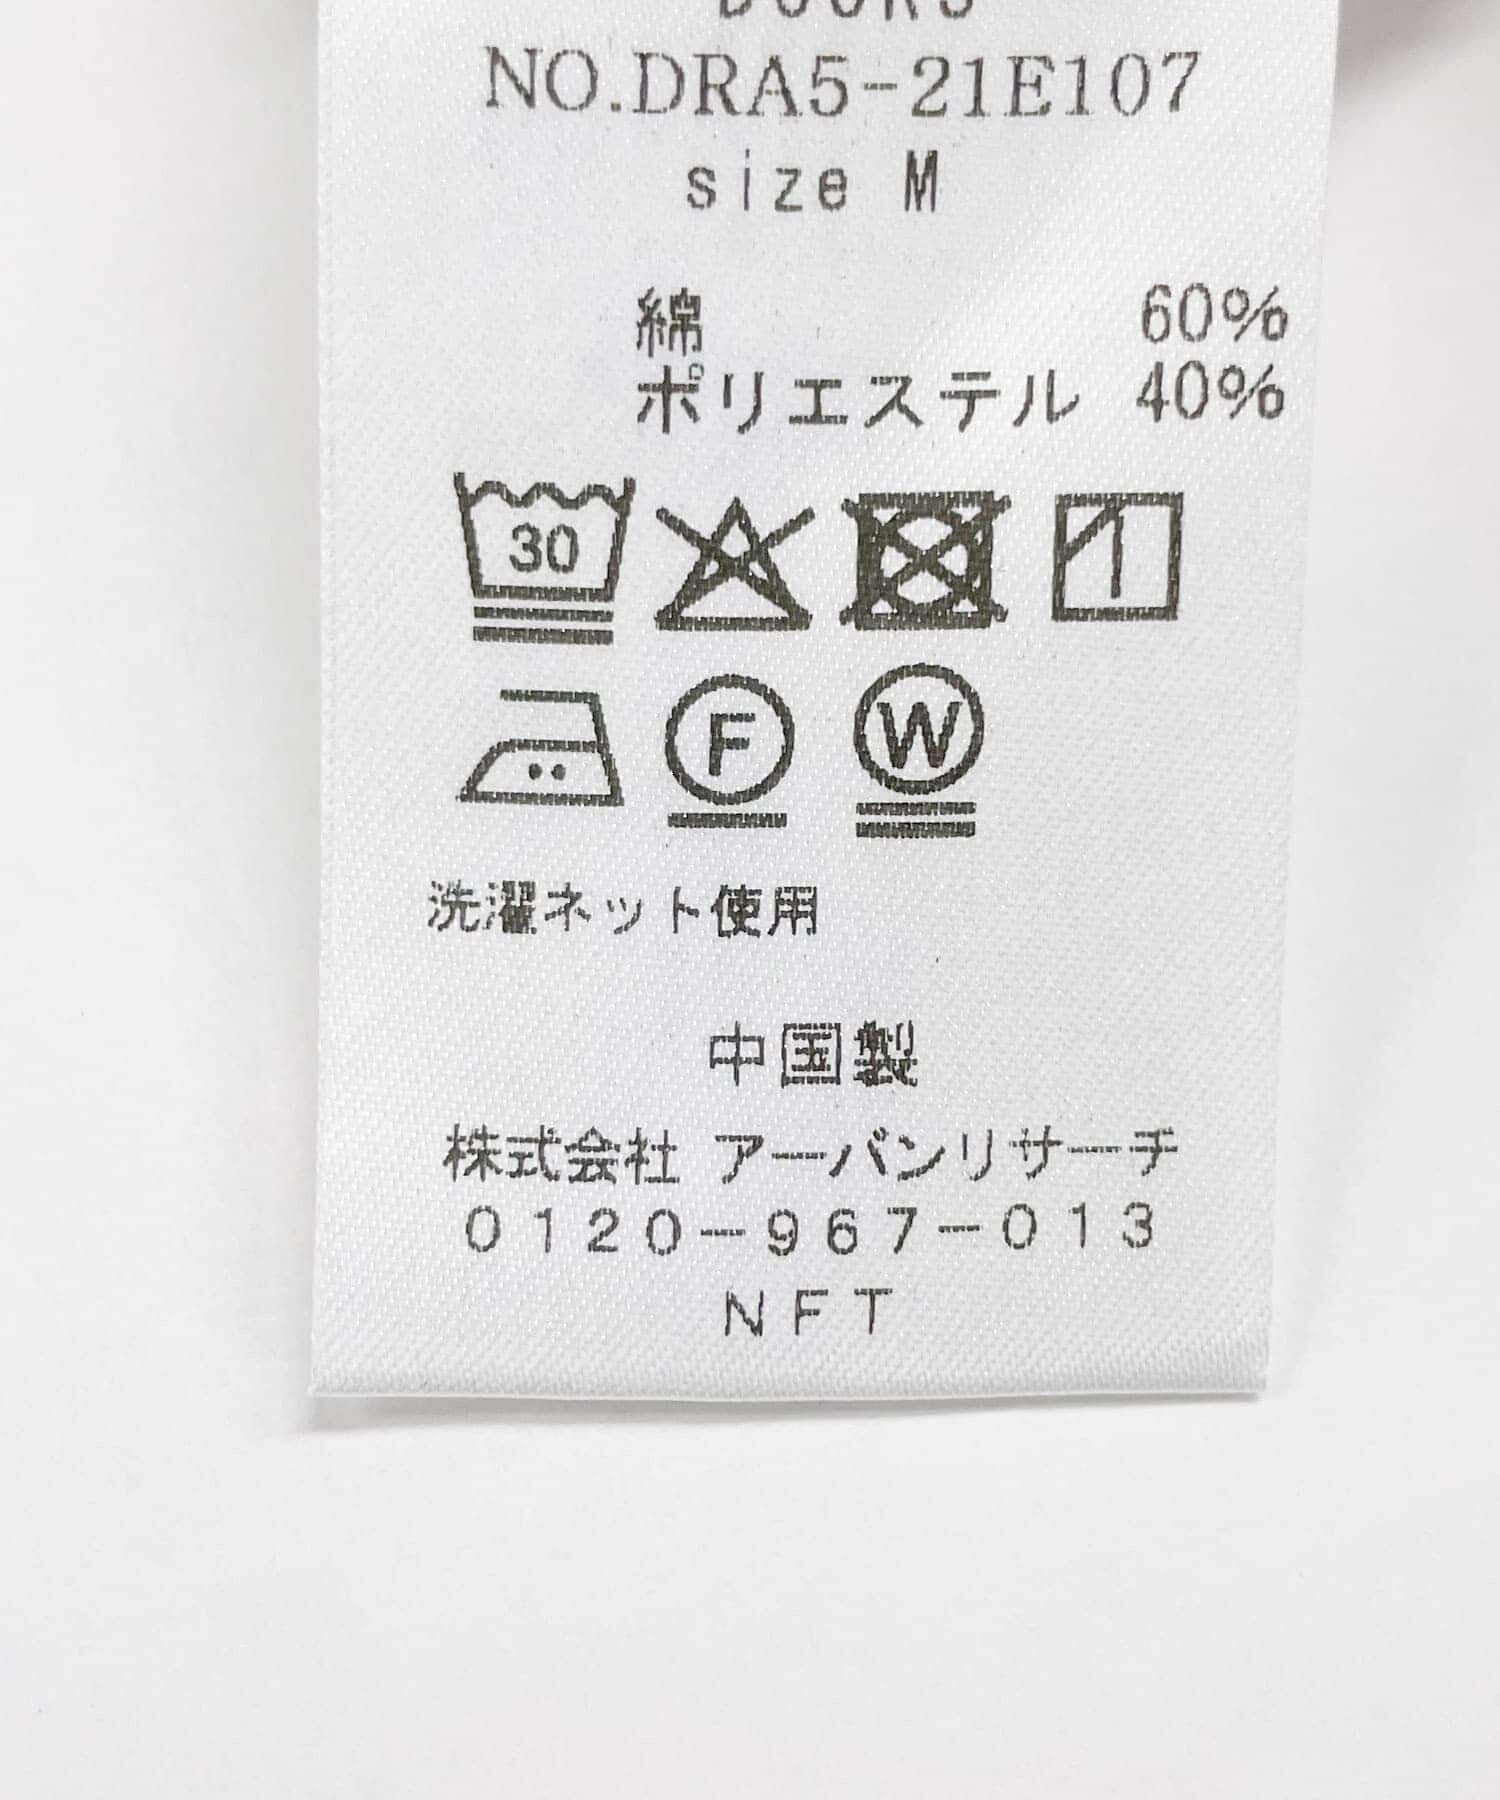 DOORS
NO.DRA5-21E107
size M
綿 60%
ポリエステル 40%
30
F W
洗濯ネット使用
中国製
株式会社 アーバンリサーチ
0120-967-013
NFT